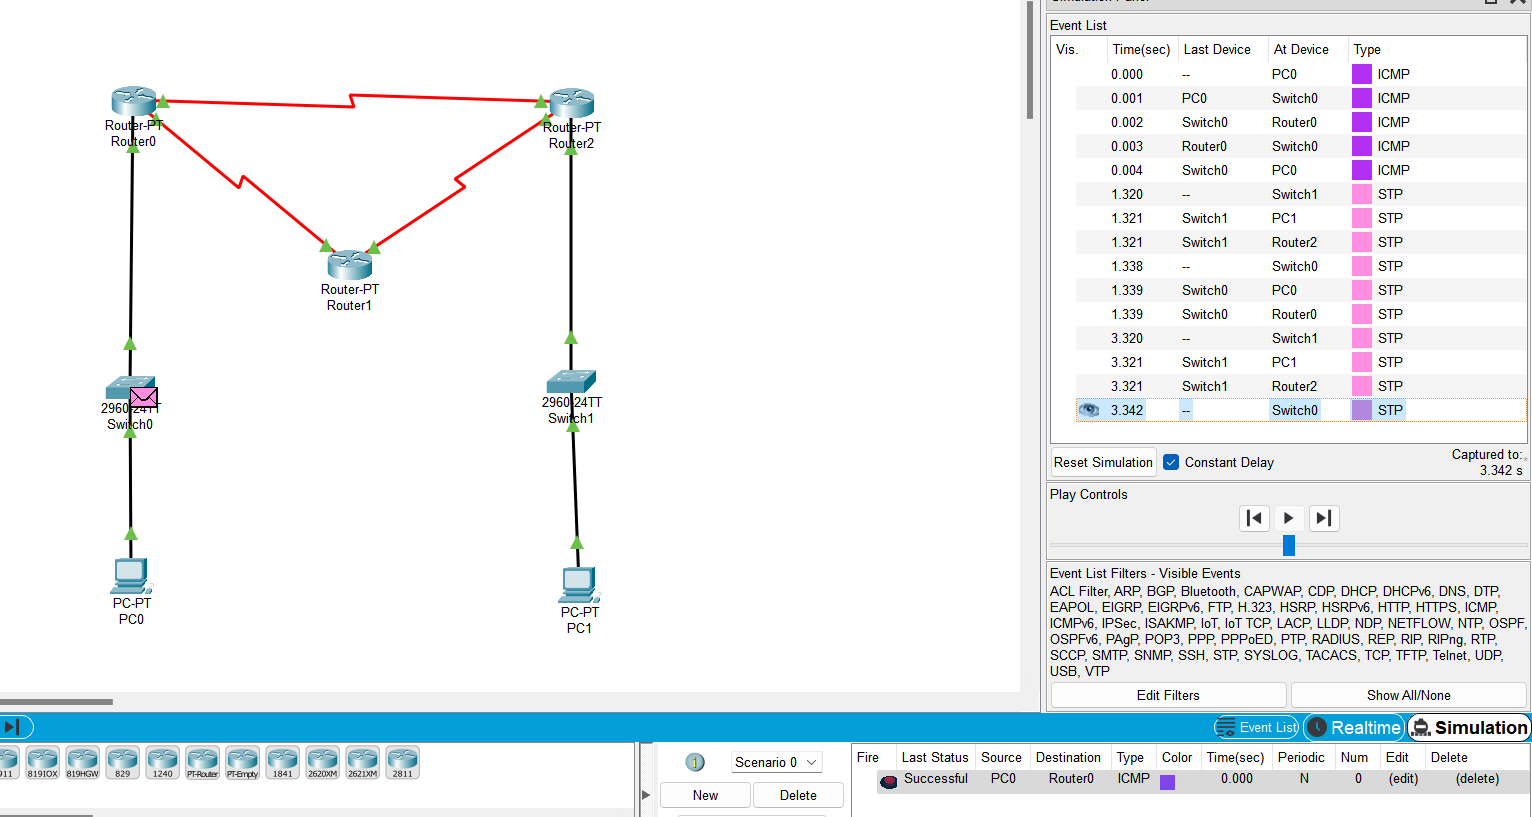 Simulation Panel
Event List
Vis. Time(sec) Last Device At Device Type
0.000 -- PC0 ICMP
0.001 PC0 Switch0 ICMP
0.002 Switch0 Router0 ICMP
0.003 Router0 Switch0 ICMP
0.004 Switch0 PC0 ICMP
1.320 -- Switch1 STP
1.321 Switch1 PC1 STP
1.321 Switch1 Router2 STP
1.338 -- Switch0 STP
1.339 Switch0 PC0 STP
1.339 Switch0 Router0 STP
3.320 -- Switch1 STP
3.321 Switch1 PC1 STP
3.321 Switch1 Router2 STP
3.342 -- Switch0 STP
Reset Simulation Constant Delay
Captured to:
3.342 s
Play Controls
Event List Filters - Visible Events
ACL Filter, ARP, BGP, Bluetooth, CAPWAP, CDP, DHCP, DHCPv6, DNS, DTP,
EAPOL, EIGRP, EIGRPv6, FTP, H.323, HSRP, HSRPv6, HTTP, HTTPS, ICMP,
ICMPv6, IPSec, ISAKMP, IoT, IoT TCP, LACP, LLDP, NDP, NETFLOW, NTP, OSPF,
OSPFv6, PAgP, POP3, PPP, PPPoED, PTP, RADIUS, REP, RIP, RIPng, RTP,
SCCP, SMTP, SNMP, SSH, STP, SYSLOG, TACACS, TCP, TFTP, Telnet, UDP,
USB, VTP
Edit Filters Show All/None
Router-PT
Router0
Router-PT
Router2
Router-PT
Router1
2960-24TT
Switch0
2960-24TT
Switch1
PC-PT
PC0
PC-PT
PC1
Event List Realtime Simulation
911 819IOX 819HGW 829 1240 PT-Router PT-Empty 1841 2620XM 2621XM 2811
1 Scenario 0
New Delete
Fire Last Status Source Destination Type Color Time(sec) Periodic Num Edit Delete
Successful PC0 Router0 ICMP 0.000 N 0 (edit) (delete)